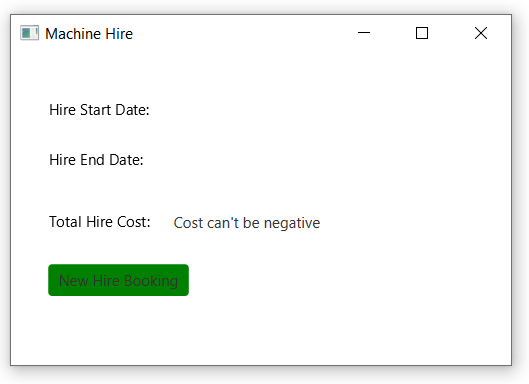 Machine Hire
Hire Start Date:
Hire End Date:
Total Hire Cost: Cost can't be negative
New Hire Booking